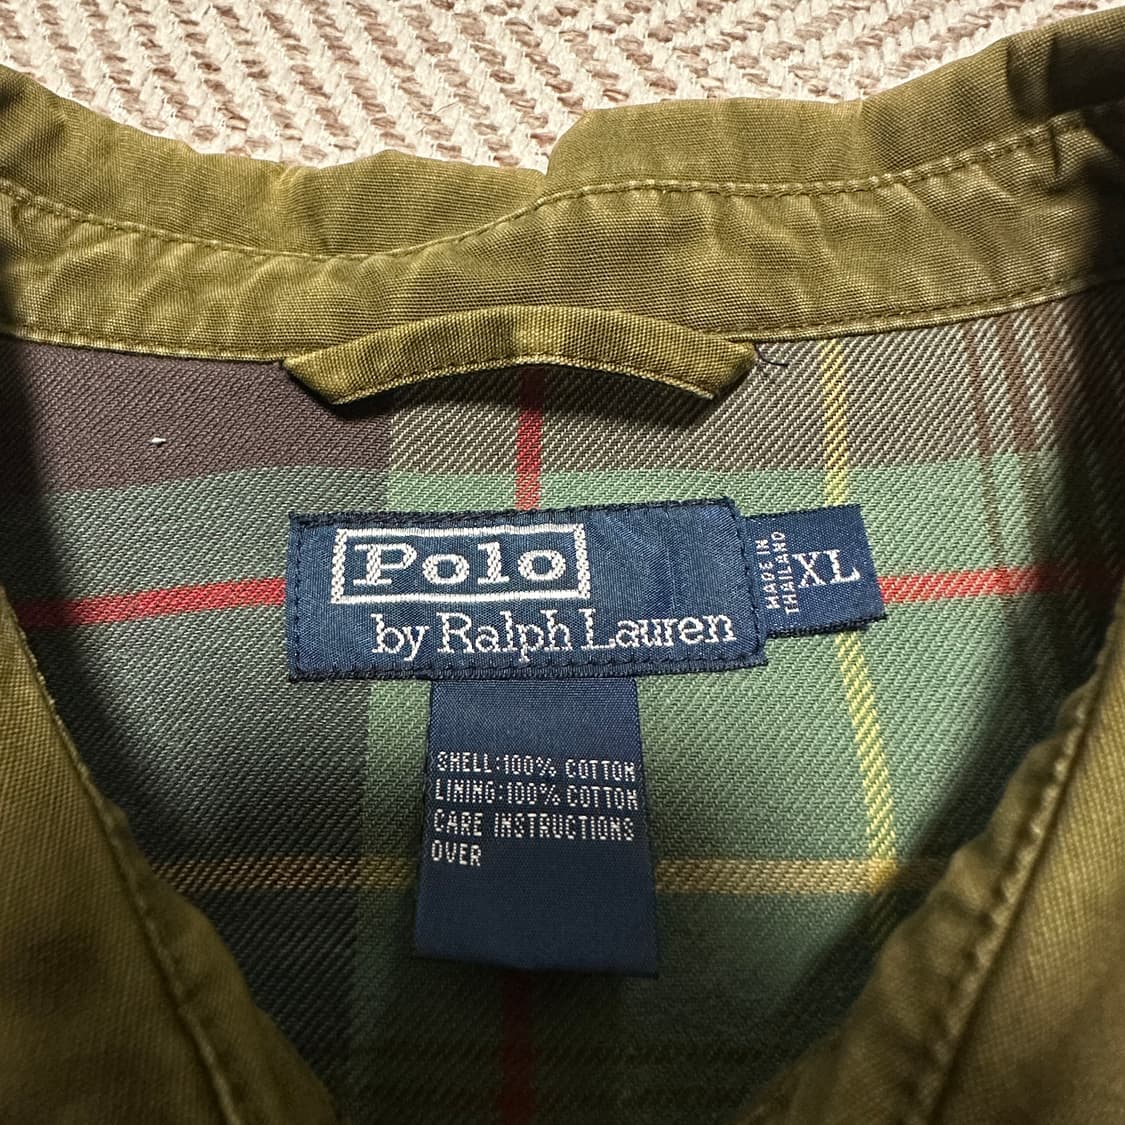 Polo
by Ralph Lauren
MADE IN
THAILAND
XL
SHELL:100% COTTON
LINING:100% COTTON
CARE INSTRUCTIONS
OVER